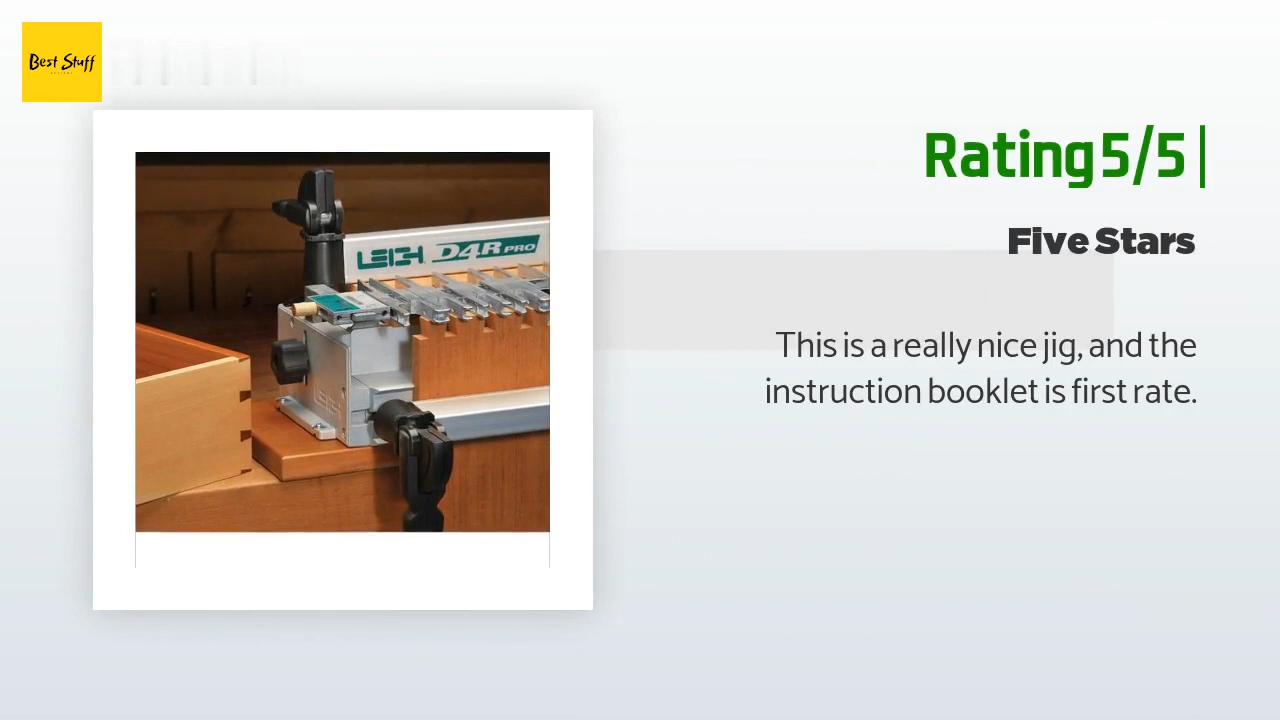 Best Stuff
Rating 5/5 |
Five Stars
LEIGH D4R PRO
This is a really nice jig, and the
instruction booklet is first rate.